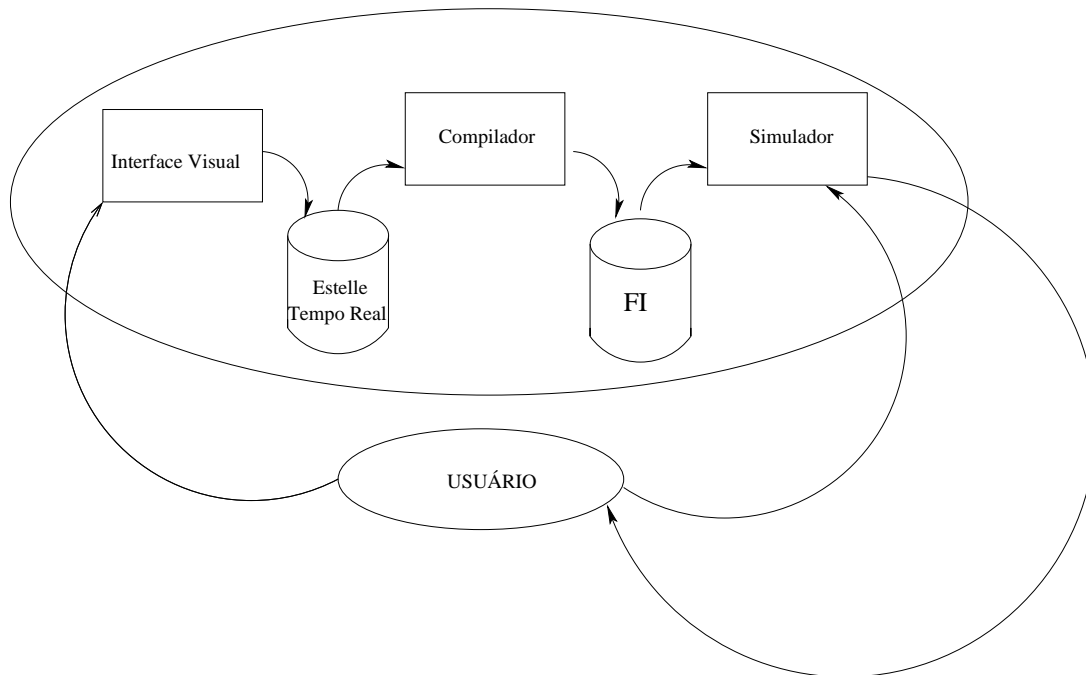 Interface Visual
Compilador
Simulador
Estelle
Tempo Real
FI
USUÁRIO